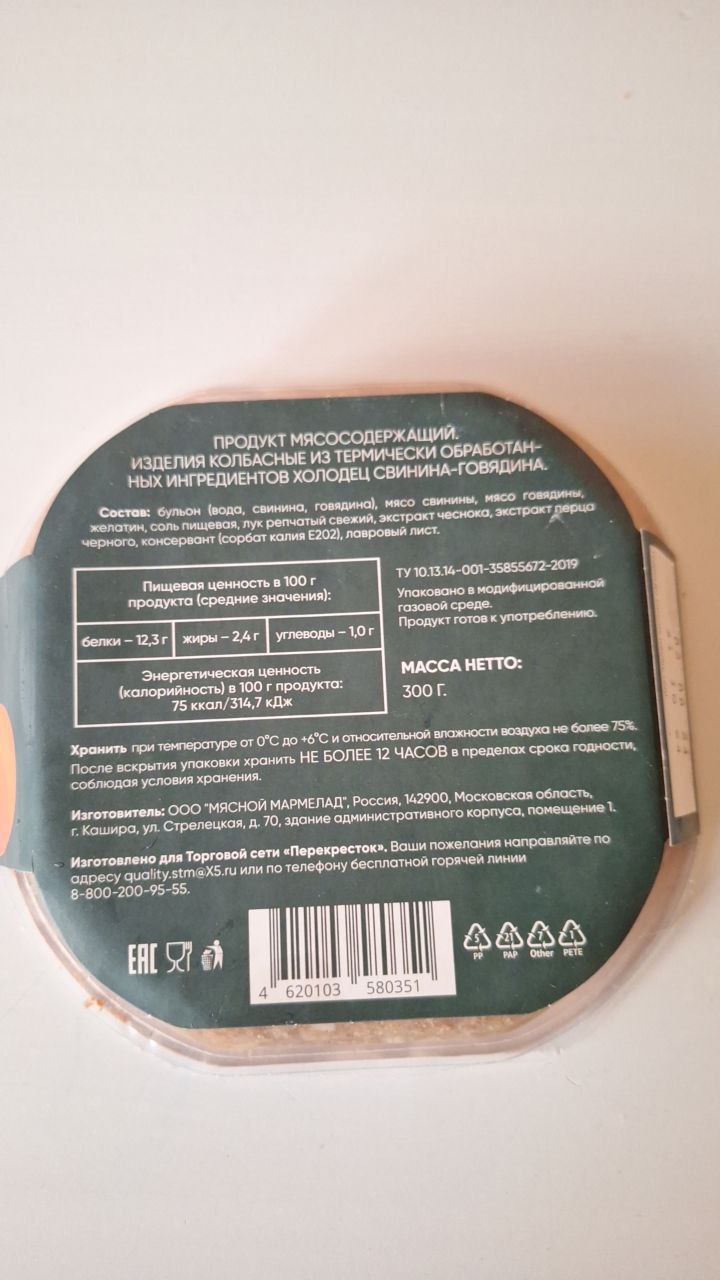 ПРОДУКТ МЯСОСОДЕРЖАЩИЙ.
ИЗДЕЛИЯ КОЛБАСНЫЕ ИЗ ТЕРМИЧЕСКИ ОБРАБОТАН-
НЫХ ИНГРЕДИЕНТОВ ХОЛОДЕЦ СВИНИНА-ГОВЯДИНА.
Состав: бульон (вода, свинина, говядина), мясо свинины, мясо говядины,
желатин, соль пищевая, лук репчатый свежий, экстракт чеснока, экстракт перца
черного, консервант (сорбат калия Е202), лавровый лист.
Пищевая ценность в 100 г
продукта (средние значения):
белки – 12,3 г
жиры – 2,4 г
углеводы – 1,0 г
Энергетическая ценность
(калорийность) в 100 г продукта:
75 ккал/314,7 кДж
ТУ 10.13.14-001-35855672-2019
Упаковано в модифицированной
газовой среде.
Продукт готов к употреблению.
МАССА НЕТТО:
300 Г.
Хранить при температуре от 0°С до +6°С и относительной влажности воздуха не более 75%.
После вскрытия упаковки хранить НЕ БОЛЕЕ 12 ЧАСОВ в пределах срока годности,
соблюдая условия хранения.
Изготовитель: ООО "МЯСНОЙ МАРМЕЛАД", Россия, 142900, Московская область,
г. Кашира, ул. Стрелецкая, д. 70, здание административного корпуса, помещение 1.
Изготовлено для Торговой сети «Перекресток». Ваши пожелания направляйте по
адресу quality.stm@X5.ru или по телефону бесплатной горячей линии
8-800-200-95-55.
EAC
4 620103 580351
5 21 7 1
PP PAP Other PETE